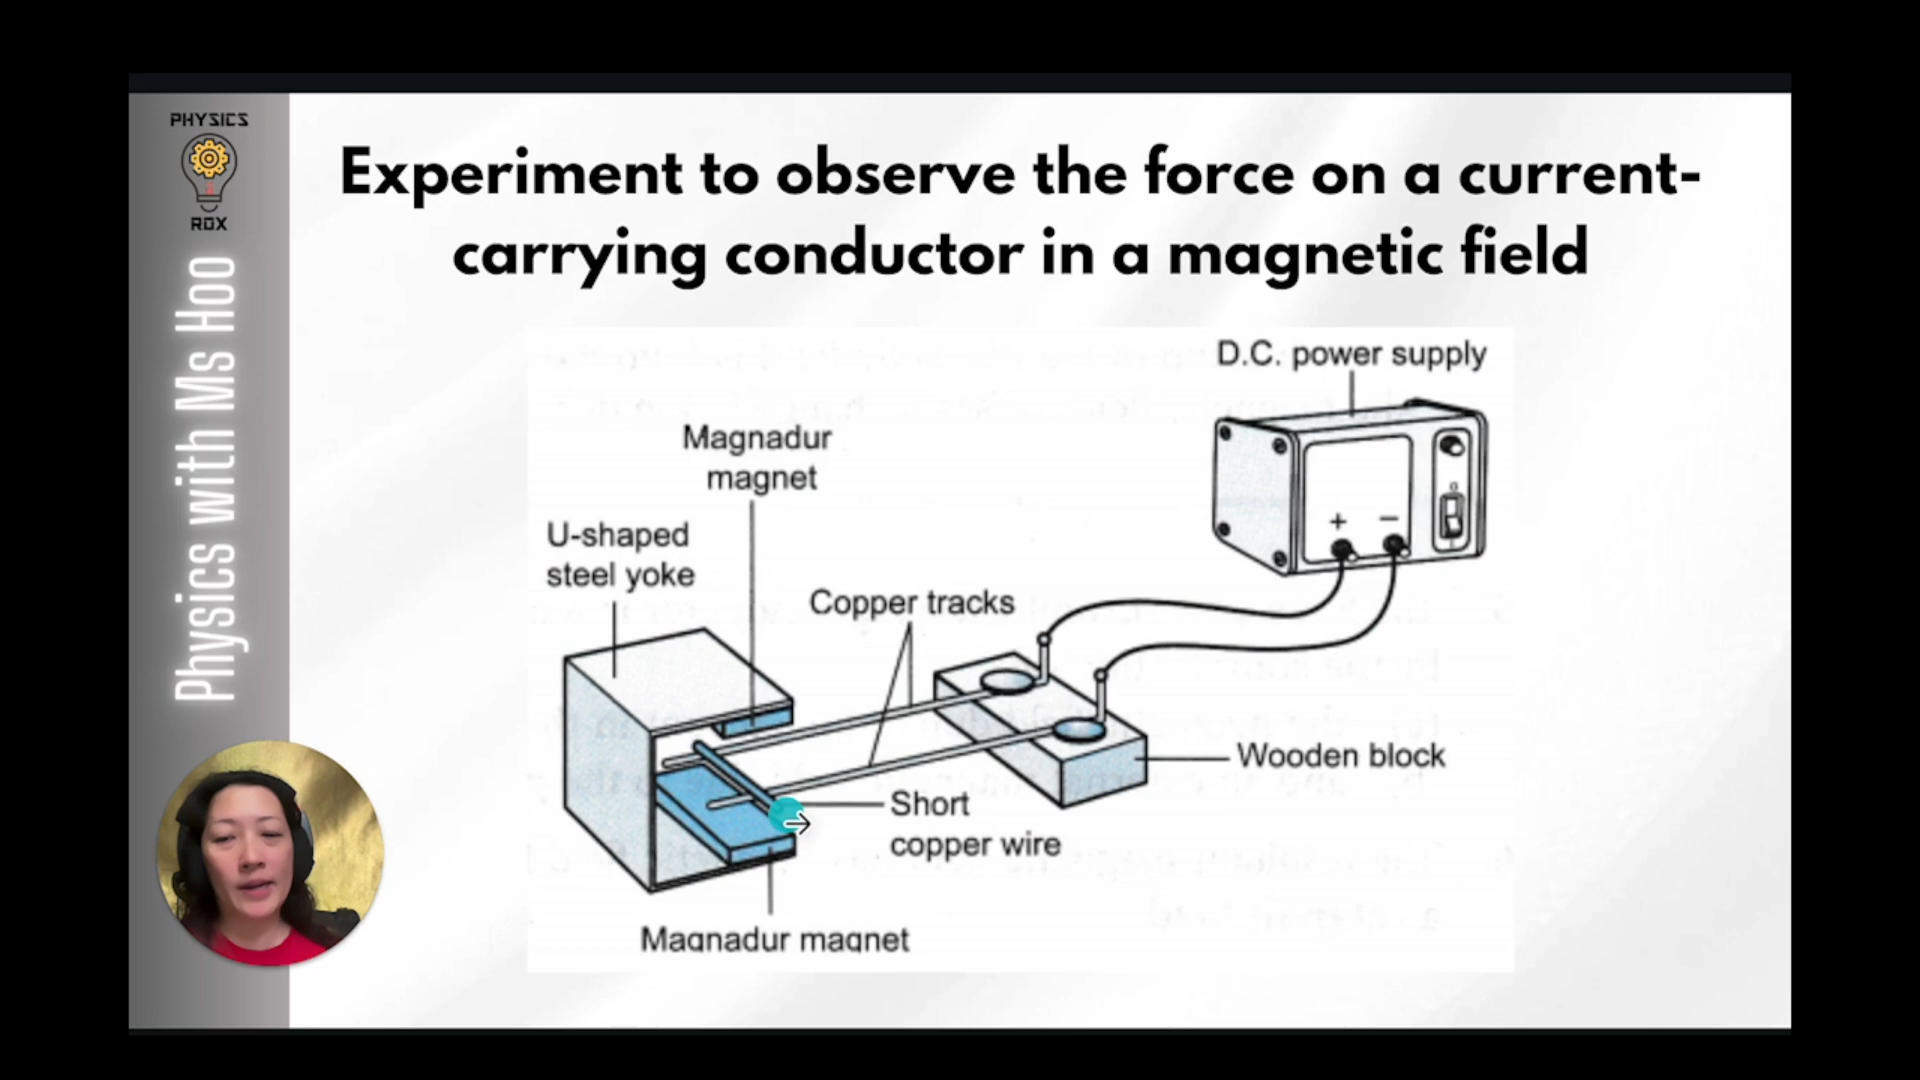 PHYSICS
ROX
Physics with Ms Hoo
Experiment to observe the force on a current-
carrying conductor in a magnetic field
D.C. power supply
Magnadur
magnet
+ −
U-shaped
steel yoke
Copper tracks
Wooden block
Short
copper wire
Magnadur magnet